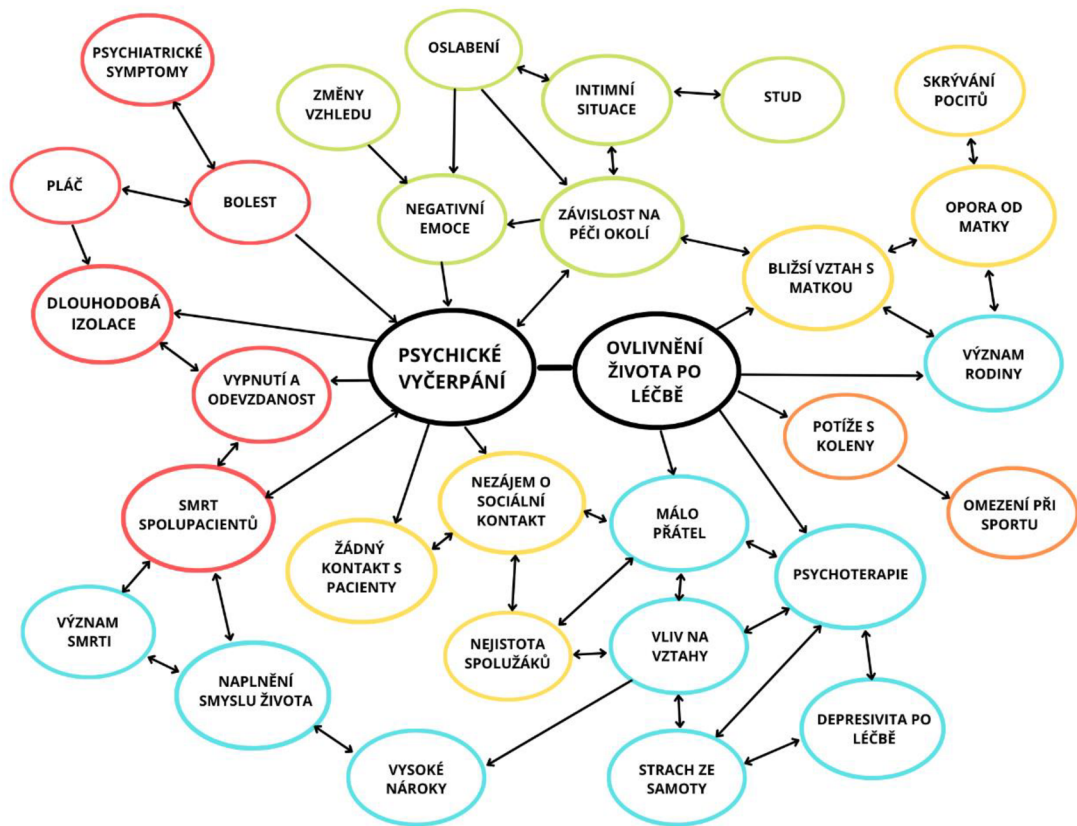 PSYCHIATRICKÉ
SYMPTOMY
OSLABENÍ
ZMĚNY
VZHLEDU
INTIMNÍ
SITUACE
STUD
SKRÝVÁNÍ
POCITŮ
PLÁČ
BOLEST
NEGATIVNÍ
EMOCE
ZÁVISLOST NA
PÉČI OKOLÍ
OPORA OD
MATKY
BLIŽSÍ VZTAH S
MATKOU
DLOUHODOBÁ
IZOLACE
PSYCHICKÉ
VYČERPÁNÍ
OVLIVNĚNÍ
ŽIVOTA PO
LÉČBĚ
VÝZNAM
RODINY
VYPNUTÍ A
ODEVZDANOST
POTÍŽE S
KOLENY
SMRT
SPOLUPACIENTŮ
NEZÁJEM O
SOCIÁLNÍ
KONTAKT
MÁLO
PŘÁTEL
OMEZENÍ PŘI
SPORTU
ŽÁDNÝ
KONTAKT S
PACIENTY
PSYCHOTERAPIE
VÝZNAM
SMRTI
NEJISTOTA
SPOLUŽÁKŮ
VLIV NA
VZTAHY
NAPLNĚNÍ
SMYSLU ŽIVOTA
DEPRESIVITA PO
LÉČBĚ
VYSOKÉ
NÁROKY
STRACH ZE
SAMOTY